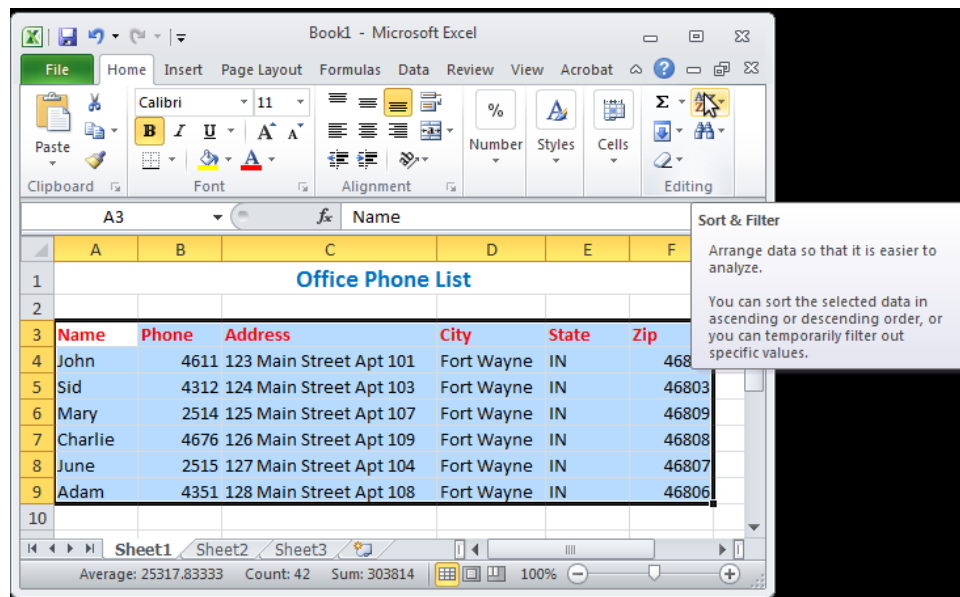 Book1 - Microsoft Excel
File Home Insert Page Layout Formulas Data Review View Acrobat
Calibri 11
B I U A A A
Paste
% Number Styles Cells
Σ
Clipboard Font Alignment Editing
A3 fx Name
A B C D E F
1 Office Phone List
2
3 Name Phone Address City State Zip
4 John 4611 123 Main Street Apt 101 Fort Wayne IN
5 Sid 4312 124 Main Street Apt 103 Fort Wayne IN 46803
6 Mary 2514 125 Main Street Apt 107 Fort Wayne IN 46809
7 Charlie 4676 126 Main Street Apt 109 Fort Wayne IN 46808
8 June 2515 127 Main Street Apt 104 Fort Wayne IN 46807
9 Adam 4351 128 Main Street Apt 108 Fort Wayne IN 46806
10
Sort & Filter
Arrange data so that it is easier to
analyze.
You can sort the selected data in
ascending or descending order, or
you can temporarily filter out
specific values.
Sheet1 Sheet2 Sheet3
Average: 25317.83333 Count: 42 Sum: 303814 100%